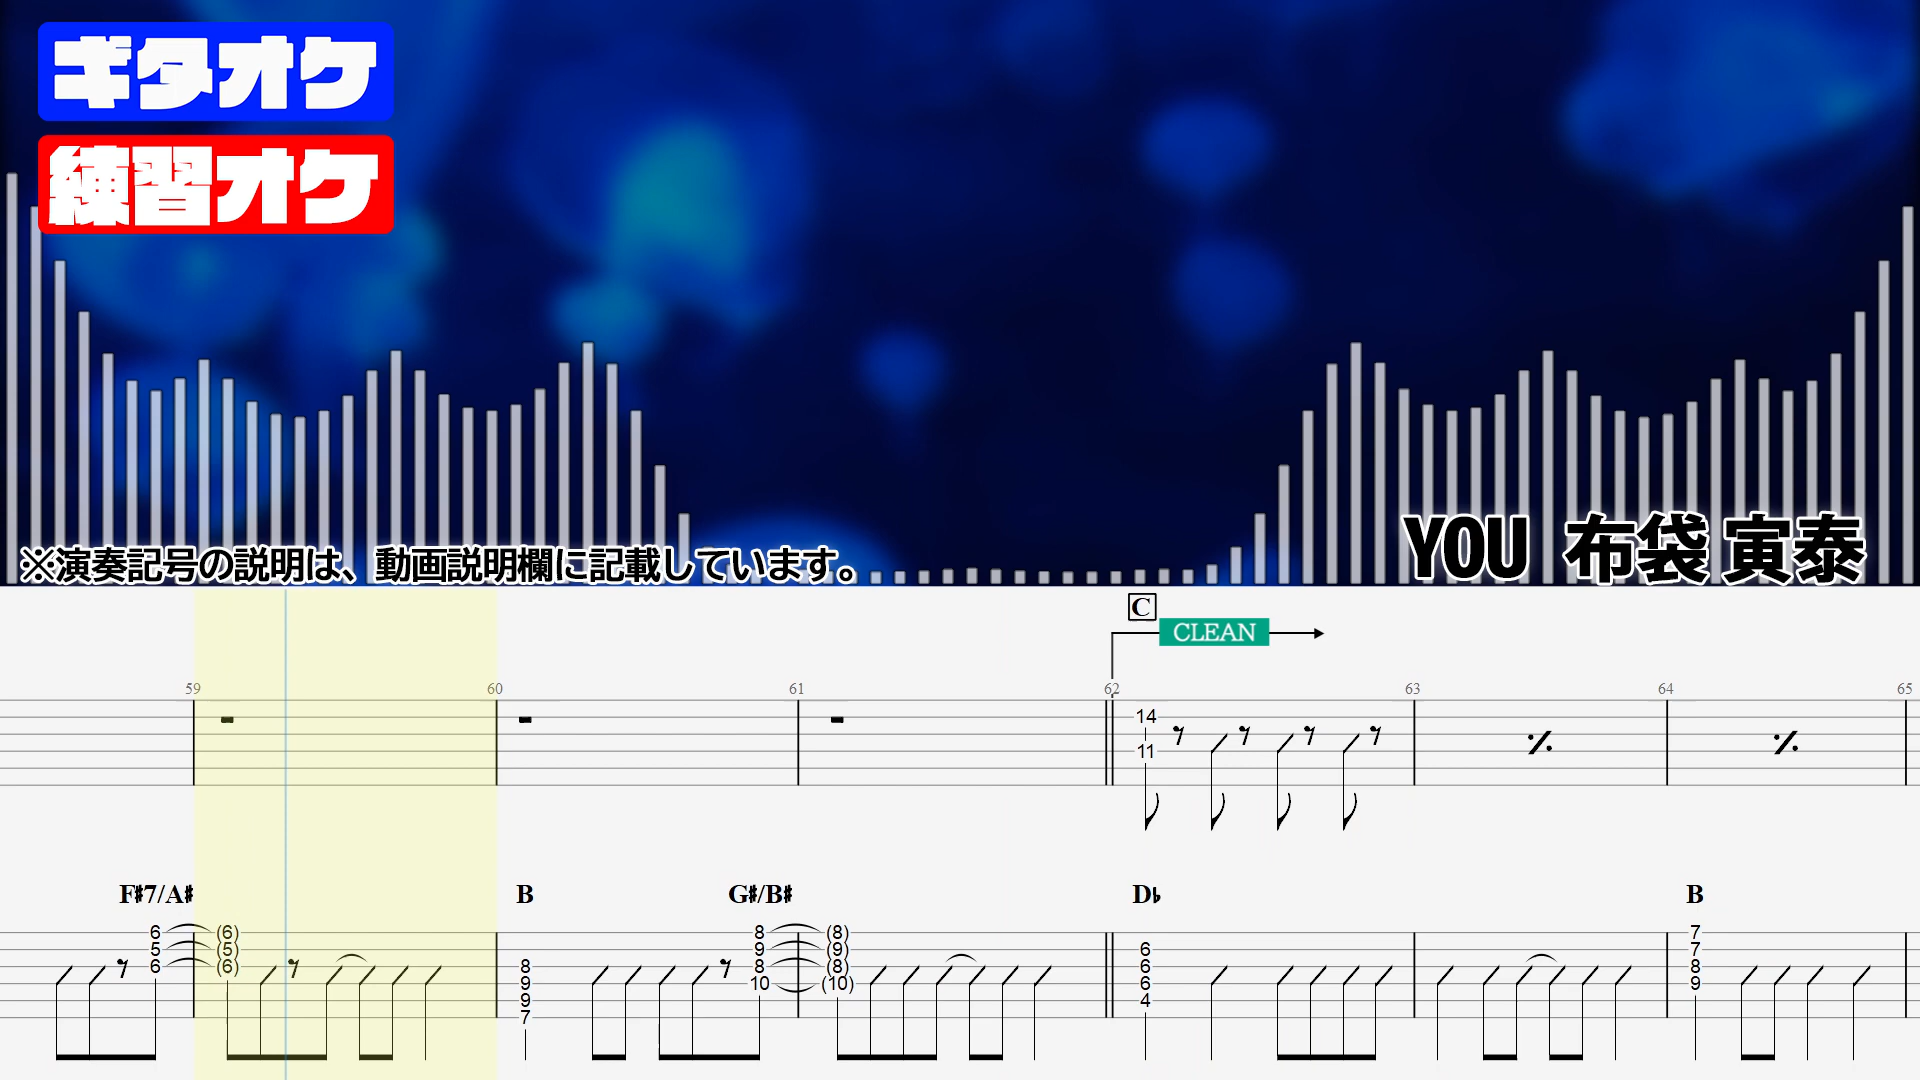 ギタオケ
練習オケ
※演奏記号の説明は、動画説明欄に記載しています。
YOU 布袋 寅泰
C
CLEAN
59 60 61 62 63 64 65
14
11
F#7/A# B G#/B# D♭ B
6 (6) 8 (8) 7
5 (5) 9 (9) 6 7
6 (6) 8 8 (8) 6 8
9 10 (10) 6 9
9 4
7